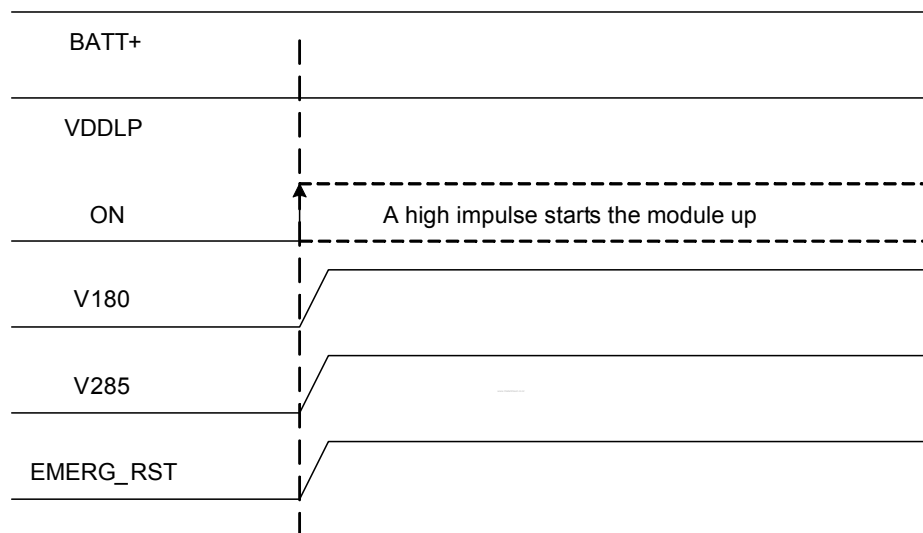 BATT+
VDDLP
ON
A high impulse starts the module up
V180
V285
EMERG_RST